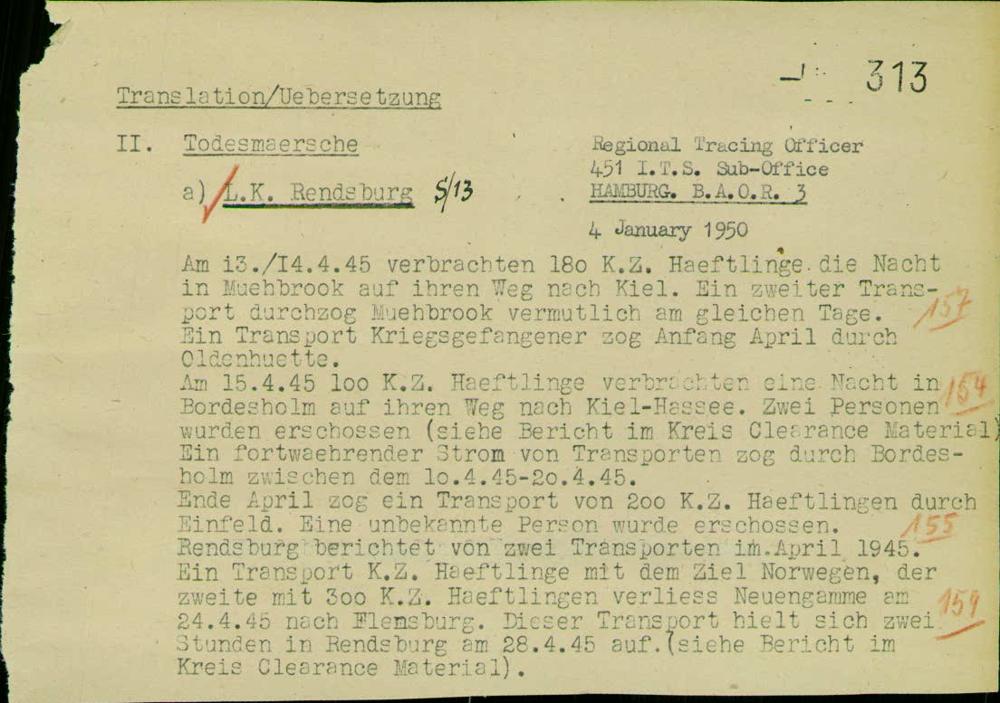 313
Translation/Uebersetzung
II. Todesmaersche
a) L.K. Rendsburg S/13
Regional Tracing Officer
451 I.T.S. Sub-Office
HAMBURG. B.A.O.R. 3
4 January 1950
Am 13./14.4.45 verbrachten 180 K.Z. Haeftlinge die Nacht
in Muehbrook auf ihren Weg nach Kiel. Ein zweiter Trans-
port durchzog Muehbrook vermutlich am gleichen Tage. 157
Ein Transport Kriegsgefangener zog Anfang April durch
Oldenhuette.
Am 15.4.45 100 K.Z. Haeftlinge verbrachten eine Nacht in 154
Bordesholm auf ihren Weg nach Kiel-Hassee. Zwei Personen
wurden erschossen (siehe Bericht im Kreis Clearance Material)
Ein fortwaehrender Strom von Transporten zog durch Bordes-
holm zwischen dem 10.4.45-20.4.45.
Ende April zog ein Transport von 200 K.Z. Haeftlingen durch
Einfeld. Eine unbekannte Person wurde erschossen. 155
Rendsburg berichtet von zwei Transporten im April 1945.
Ein Transport K.Z. Haeftlinge mit dem Ziel Norwegen, der
zweite mit 300 K.Z. Haeftlingen verliess Neuengamme am 159
24.4.45 nach Flensburg. Dieser Transport hielt sich zwei
Stunden in Rendsburg am 28.4.45 auf. (siehe Bericht im
Kreis Clearance Material).